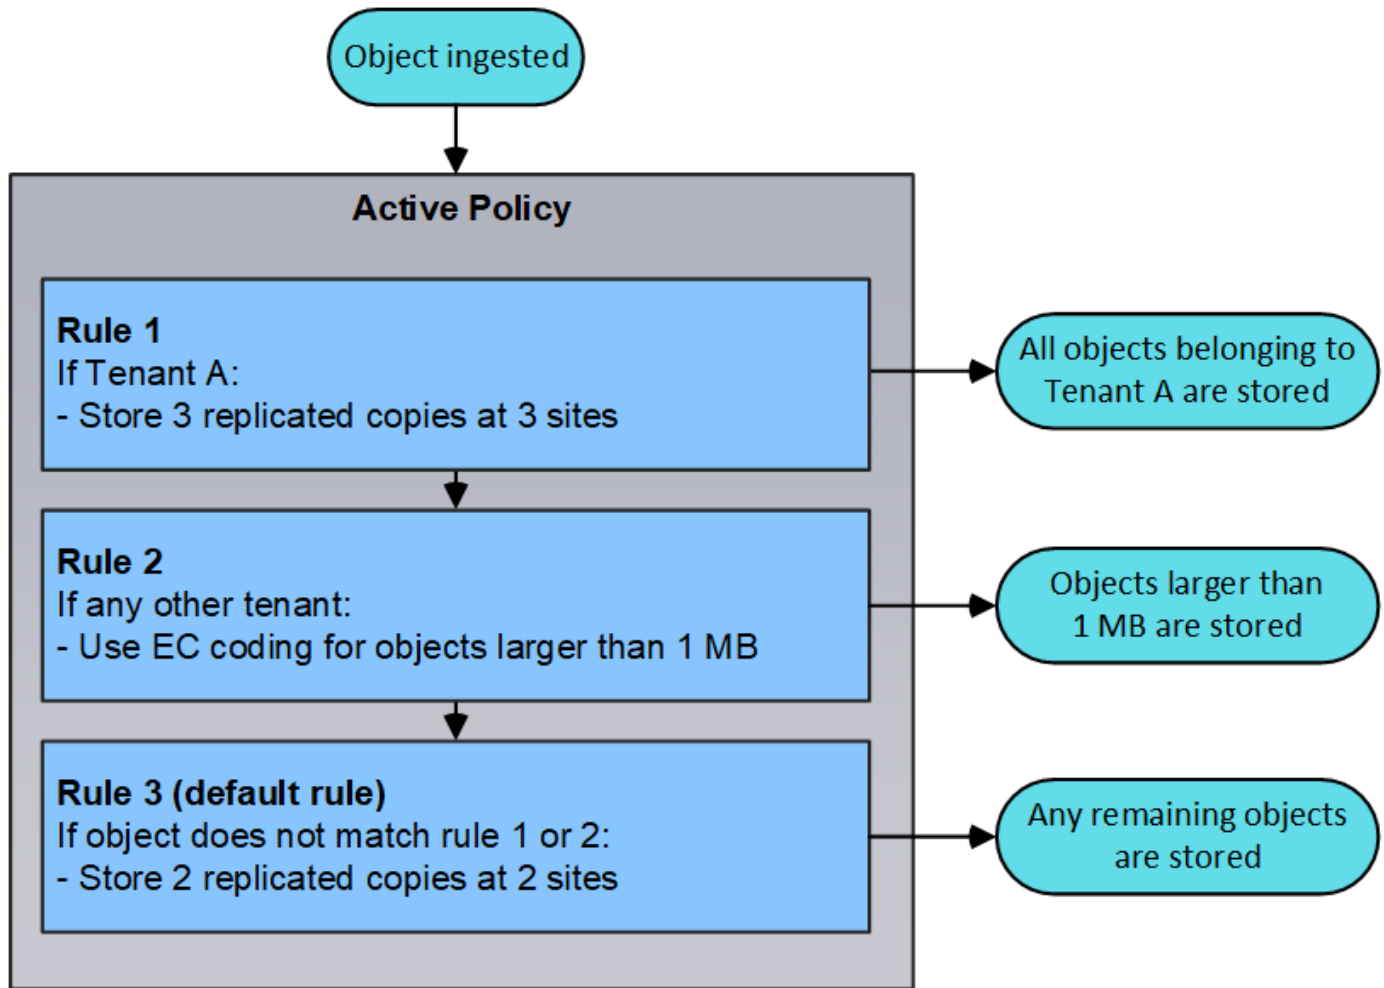 Object ingested
Active Policy
Rule 1
If Tenant A:
- Store 3 replicated copies at 3 sites
All objects belonging to
Tenant A are stored
Rule 2
If any other tenant:
- Use EC coding for objects larger than 1 MB
Objects larger than
1 MB are stored
Rule 3 (default rule)
If object does not match rule 1 or 2:
- Store 2 replicated copies at 2 sites
Any remaining objects
are stored